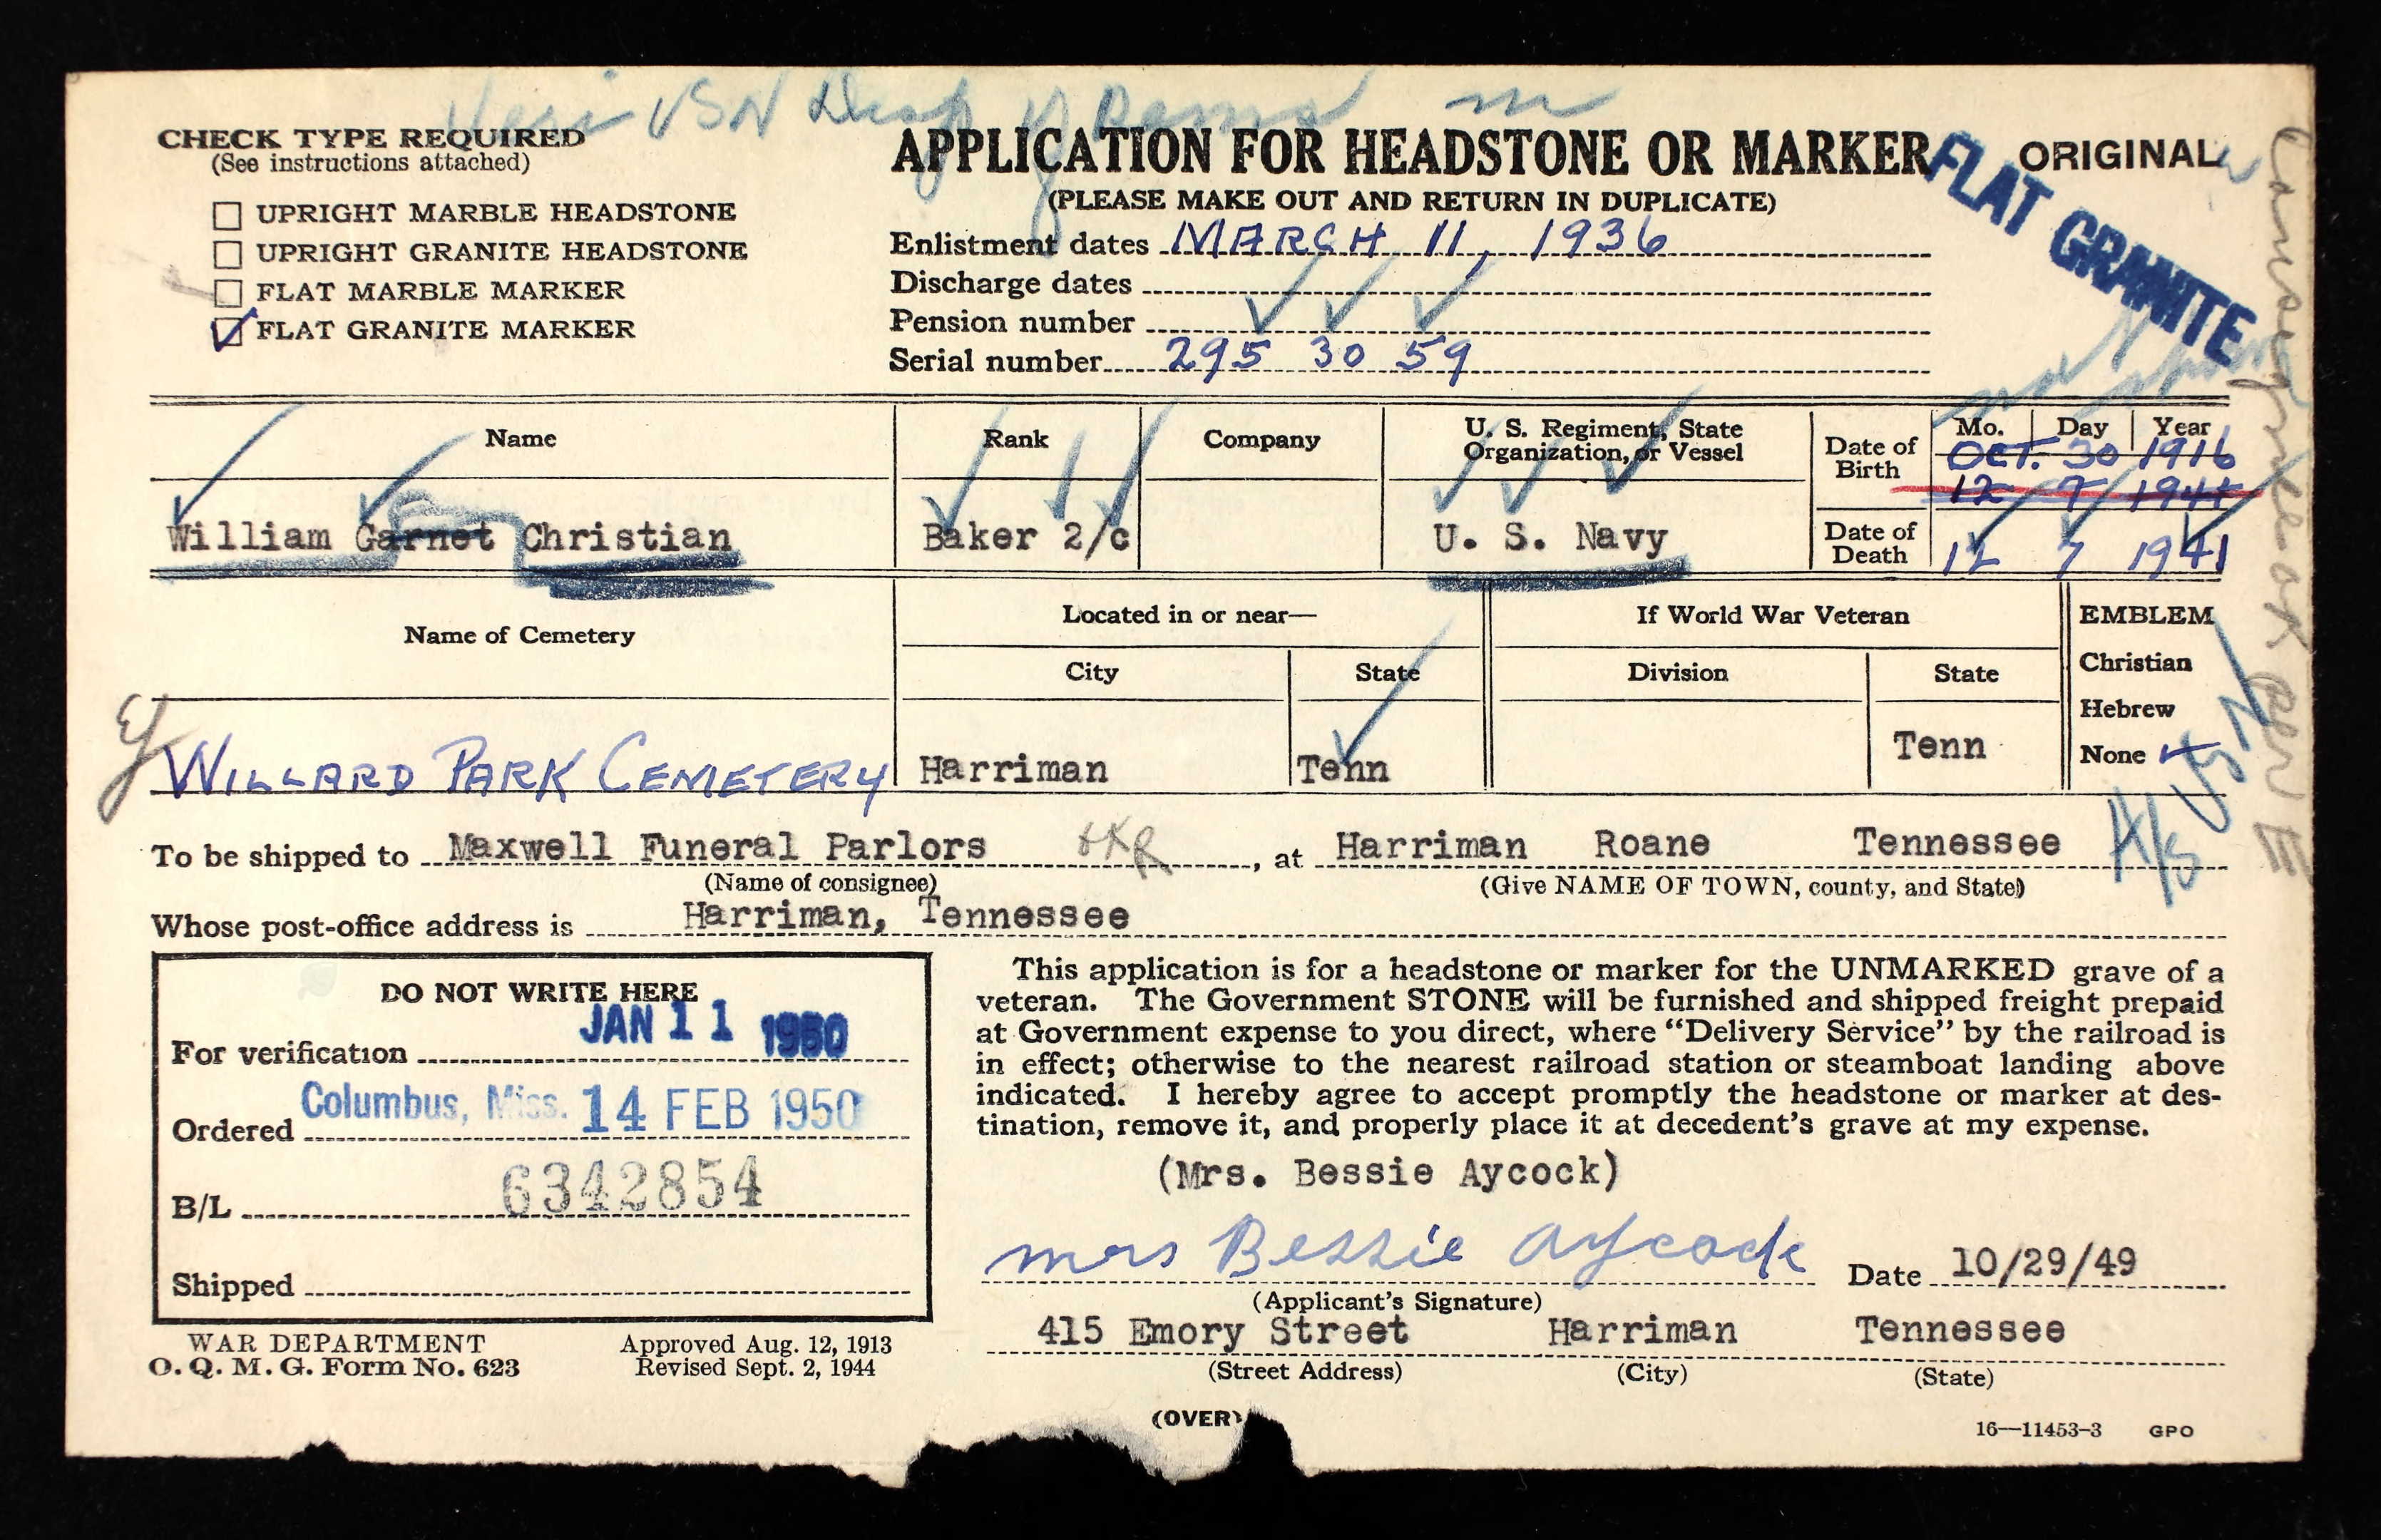 USN
CHECK TYPE REQUIRED
(See instructions attached)
UPRIGHT MARBLE HEADSTONE
UPRIGHT GRANITE HEADSTONE
FLAT MARBLE MARKER
FLAT GRANITE MARKER
APPLICATION FOR HEADSTONE OR MARKER
ORIGINAL
(PLEASE MAKE OUT AND RETURN IN DUPLICATE)
FLAT GRANITE
Enlistment dates MARCH 11, 1936
Discharge dates
Pension number
Serial number 295 30 59
Name
Rank
Company
U. S. Regiment, State
Organization, or Vessel
Date of
Birth
Mo. Day Year
OCT. 30 1916
12 7 1941
William Garnet Christian
Baker 2/c
U. S. Navy
Date of
Death
12 7 1941
Name of Cemetery
Located in or near—
City
State
If World War Veteran
Division
State
EMBLEM
Christian
Hebrew
None
WILLARD PARK CEMETERY
Harriman
Tenn
Tenn
USN
To be shipped to Maxwell Funeral Parlors, at Harriman Roane Tennessee
(Name of consignee)
(Give NAME OF TOWN, county, and State)
Whose post-office address is Harriman, Tennessee
DO NOT WRITE HERE
For verification JAN 11 1950
Ordered Columbus, Miss. 14 FEB 1950
B/L 6342854
Shipped
This application is for a headstone or marker for the UNMARKED grave of a
veteran. The Government STONE will be furnished and shipped freight prepaid
at Government expense to you direct, where "Delivery Service" by the railroad is
in effect; otherwise to the nearest railroad station or steamboat landing above
indicated. I hereby agree to accept promptly the headstone or marker at des-
tination, remove it, and properly place it at decedent's grave at my expense.
(Mrs. Bessie Aycock)
Mrs Bessie Aycock
Date 10/29/49
(Applicant's Signature)
415 Emory Street Harriman Tennessee
(Street Address) (City) (State)
WAR DEPARTMENT
O. Q. M. G. Form No. 623
Approved Aug. 12, 1913
Revised Sept. 2, 1944
(OVER)
16—11453-3 GPO